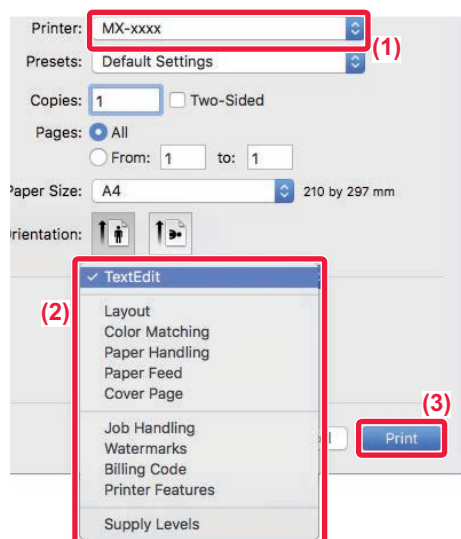 Printer: MX-xxxx
(1)
Presets: Default Settings
Copies: 1 Two-Sided
Pages: All
From: 1 to: 1
Paper Size: A4 210 by 297 mm
Orientation:
✓ TextEdit
(2)
Layout
Color Matching
Paper Handling
Paper Feed
Cover Page
(3)
Job Handling
Print
Watermarks
Billing Code
Printer Features
Supply Levels